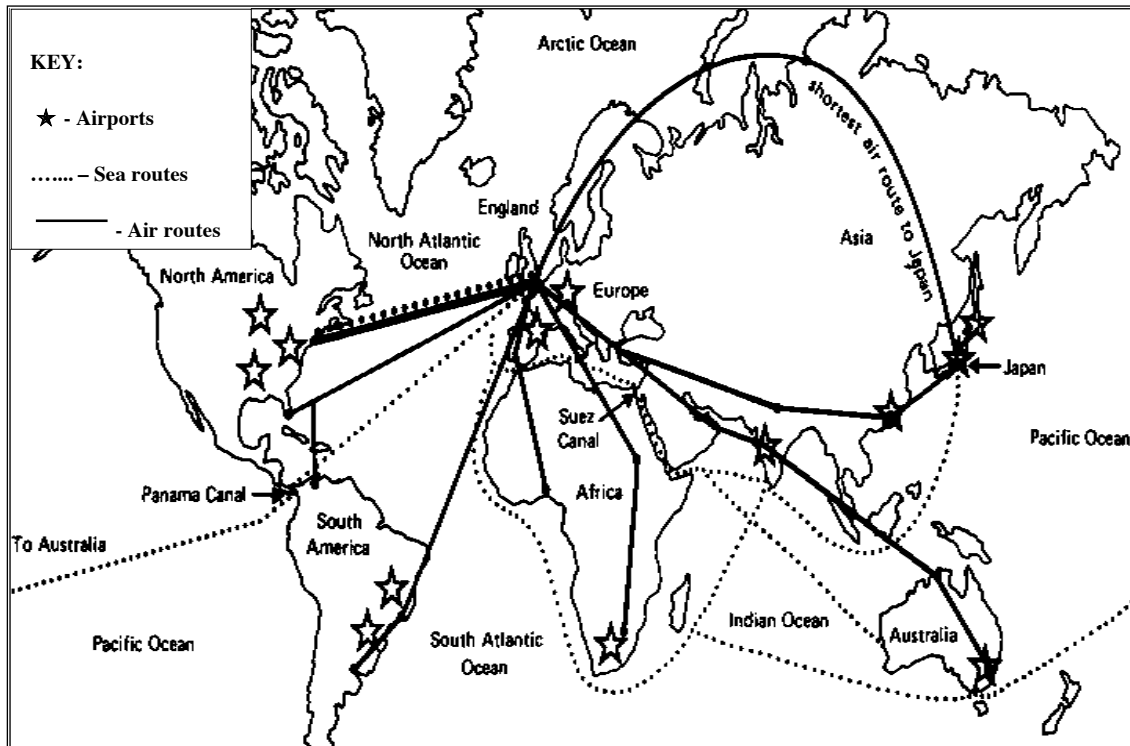 KEY:
★ - Airports
….... – Sea routes
- Air routes
Arctic Ocean
shortest air route to Japan
England
North Atlantic
Ocean
Asia
North America
Europe
Japan
Suez
Canal
Pacific Ocean
Panama Canal
Africa
South
America
To Australia
Indian Ocean
Australia
Pacific Ocean
South Atlantic
Ocean